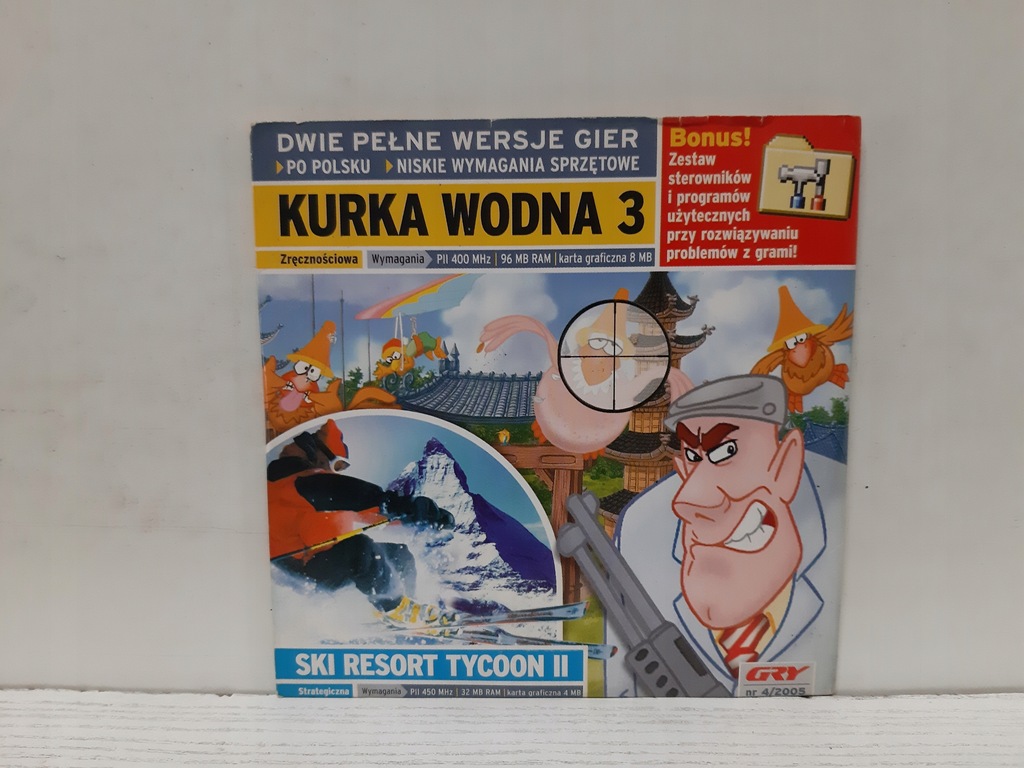 DWIE PEŁNE WERSJE GIER
PO POLSKU NISKIE WYMAGANIA SPRZĘTOWE
KURKA WODNA 3
Zręcznościowa Wymagania PII 400 MHz | 96 MB RAM | karta graficzna 8 MB
Bonus!
Zestaw
sterowników
i programów
użytecznych
przy rozwiązywaniu
problemów z grami!
SKI RESORT TYCOON II
Strategiczna Wymagania PII 450 MHz | 32 MB RAM | karta graficzna 4 MB
GRY
nr 4/2005